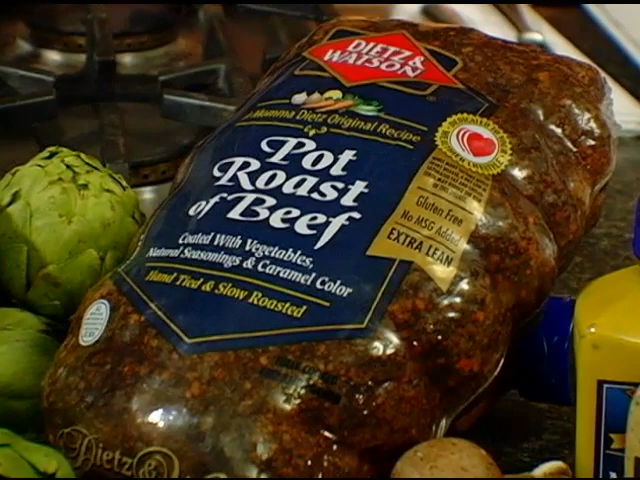 DIETZ &
WATSON
A Momma Dietz Original Recipe
Pot
Roast
of Beef
Coated With Vegetables,
Natural Seasonings & Caramel Color
Hand Tied & Slow Roasted
Gluten Free
No MSG Added
EXTRA LEAN
Dietz &